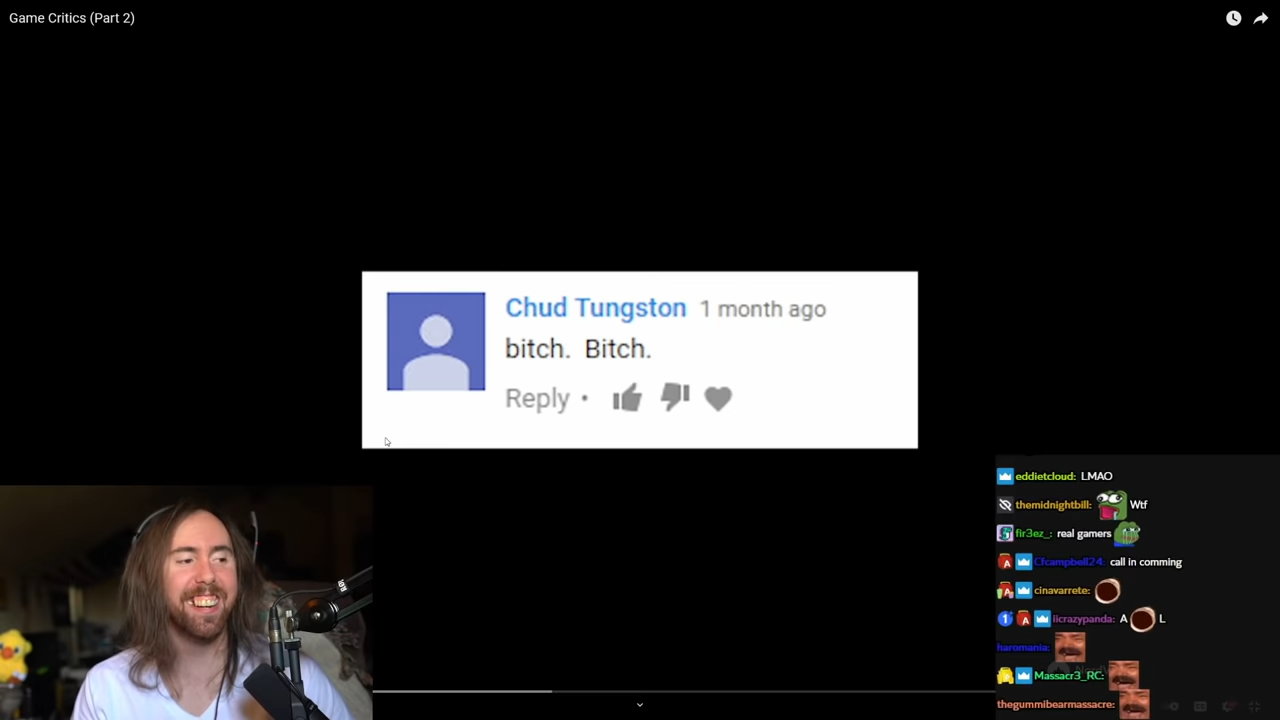 Game Critics (Part 2)
Chud Tungston 1 month ago
bitch. Bitch.
Reply •
eddietcloud: LMAO
themidnightbill: Wtf
fir3ez_: real gamers
Cfcampbell24: call in comming
cinavarrete:
licrazypanda: A L
haromania:
Massacr3_RC:
thegummibearmassacre: